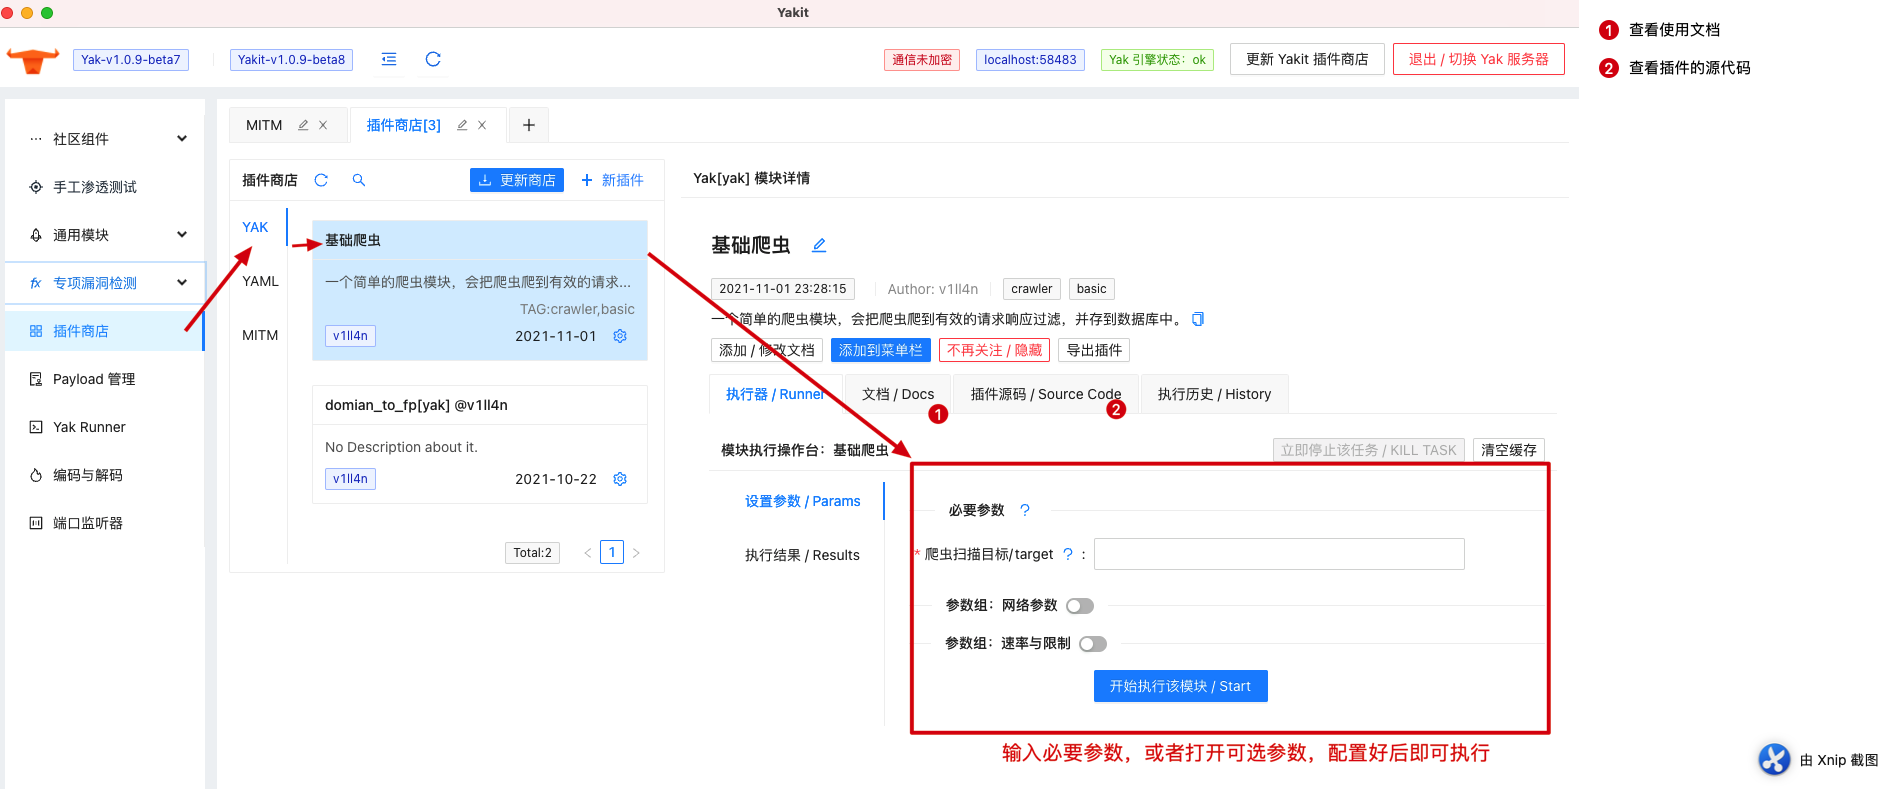 Yakit
Yak-v1.0.9-beta7
Yakit-v1.0.9-beta8
通信未加密
localhost:58483
Yak 引擎状态：ok
更新 Yakit 插件商店
退出 / 切换 Yak 服务器
1 查看使用文档
2 查看插件的源代码
社区组件
手工渗透测试
通用模块
专项漏洞检测
插件商店
Payload 管理
Yak Runner
编码与解码
端口监听器
MITM
插件商店[3]
插件商店
更新商店
新插件
YAK
YAML
MITM
基础爬虫
一个简单的爬虫模块，会把爬虫爬到有效的请求...
TAG:crawler,basic
v1ll4n
2021-11-01
domian_to_fp[yak] @v1ll4n
No Description about it.
v1ll4n
2021-10-22
Total:2
1
Yak[yak] 模块详情
基础爬虫
2021-11-01 23:28:15
Author: v1ll4n
crawler
basic
一个简单的爬虫模块，会把爬虫爬到有效的请求响应过滤，并存到数据库中。
添加 / 修改文档
添加到菜单栏
不再关注 / 隐藏
导出插件
执行器 / Runner
文档 / Docs
1
插件源码 / Source Code
2
执行历史 / History
模块执行操作台：基础爬虫
立即停止该任务 / KILL TASK
清空缓存
设置参数 / Params
执行结果 / Results
必要参数 ?
* 爬虫扫描目标/target ? :
参数组：网络参数
参数组：速率与限制
开始执行该模块 / Start
输入必要参数，或者打开可选参数，配置好后即可执行
由 Xnip 截图